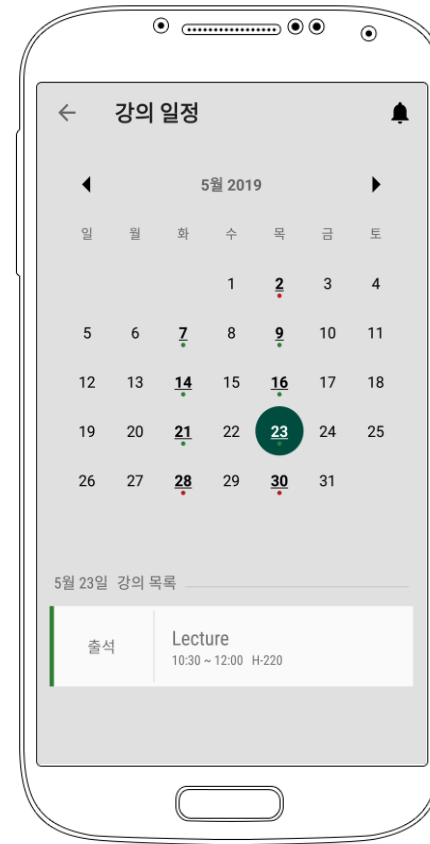 강의 일정
5월 2019
일 월 화 수 목 금 토
1 2 3 4
5 6 7 8 9 10 11
12 13 14 15 16 17 18
19 20 21 22 23 24 25
26 27 28 29 30 31
5월 23일 강의 목록
출석
Lecture
10:30 ~ 12:00 H-220